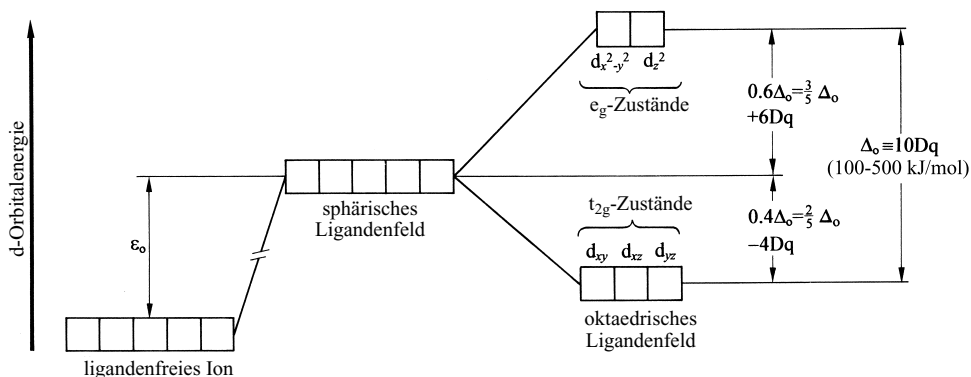 d-Orbitalenergie
ε₀
ligandenfreies Ion
sphärisches
Ligandenfeld
dx²-y² dz²
eg-Zustände
t2g-Zustände
dxy dxz dyz
oktaedrisches
Ligandenfeld
0.6Δₒ=3/5 Δₒ
+6Dq
0.4Δₒ=2/5 Δₒ
–4Dq
Δₒ≡10Dq
(100-500 kJ/mol)